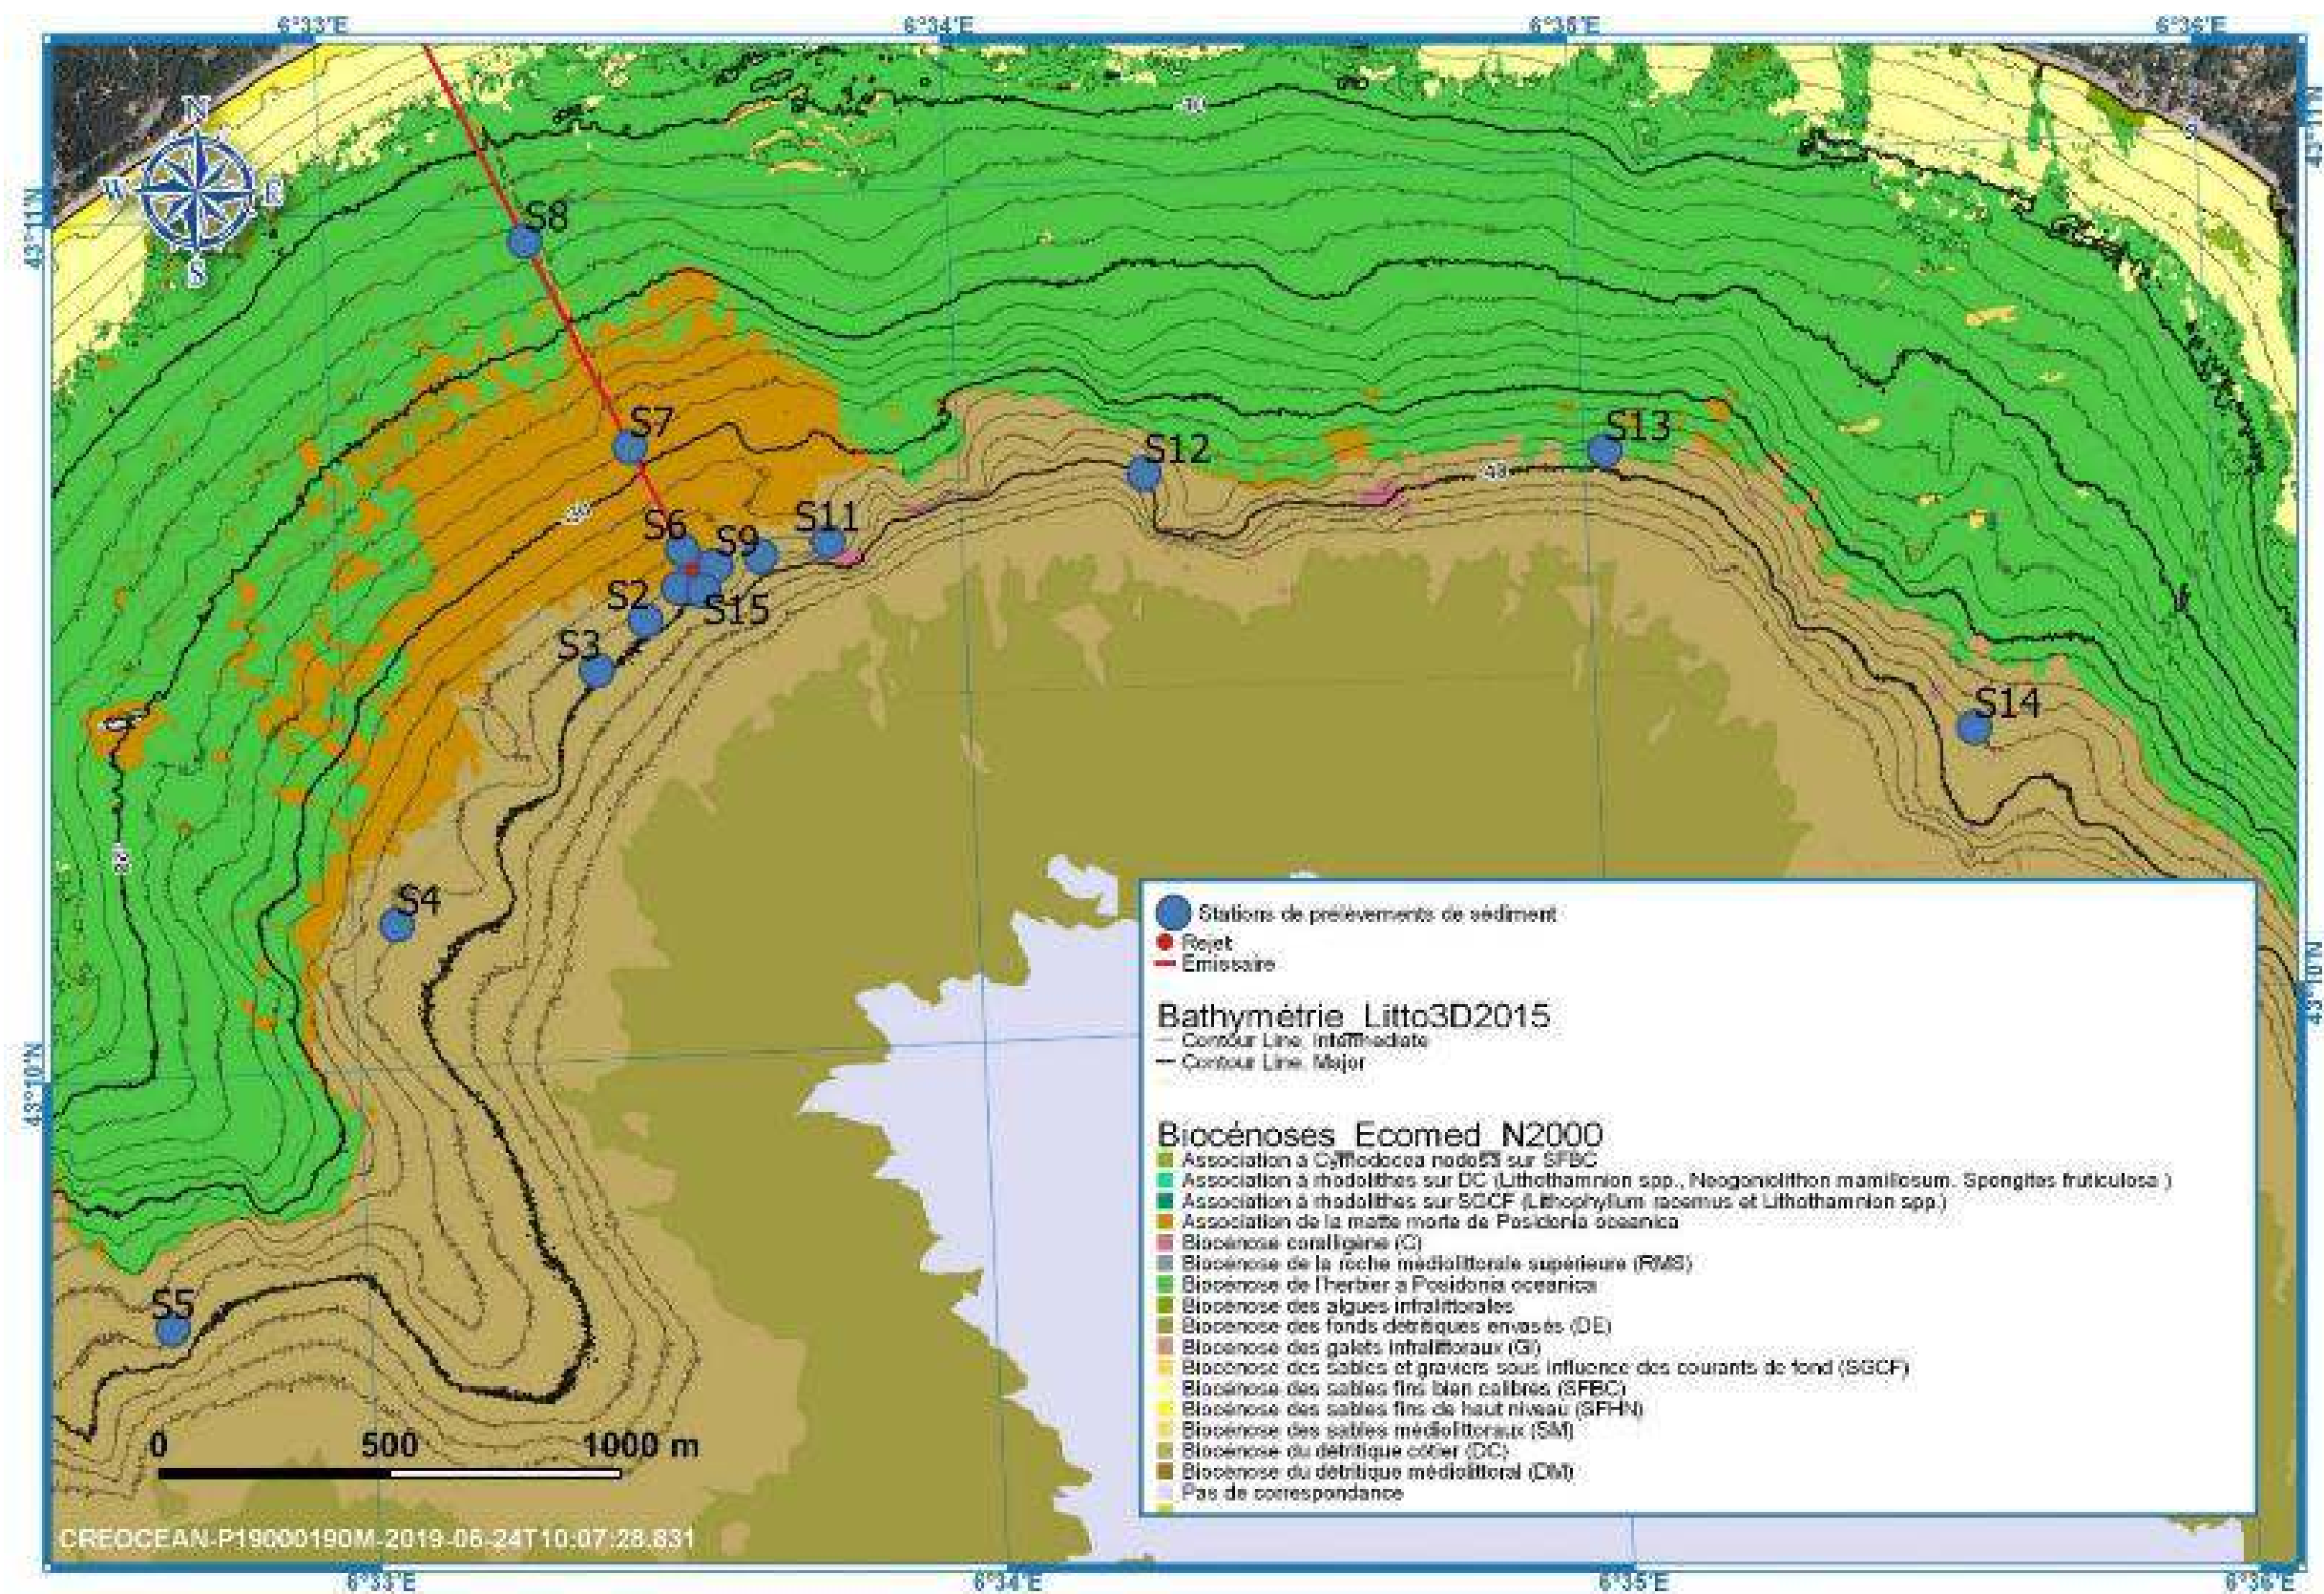 6°33'E 6°34'E 6°35'E 6°36'E
N
W E
S
43°11'N
-10
S8
S7
S12
S13
S6 S9 S11
S2
S15
S3
S14
S4
S5
43°10'N 43°10'N
Stations de prélèvements de sédiment
Rejet
Emissaire
Bathymétrie_Litto3D2015
Contour Line, Intermediate
Contour Line, Major
Biocénoses_Ecomed_N2000
Association à Cymodocea nodosa sur SFBC
Association à rhodolithes sur DC (Lithothamnion spp., Neogoniolithon mamillosum, Spongites fruticulosa )
Association à rhodolithes sur SGCF (Lithophyllum racemus et Lithothamnion spp.)
Association de la matte morte de Posidonia oceanica
Biocénose coralligène (C)
Biocénose de la roche médiolittorale supérieure (RMS)
Biocénose de l'herbier à Posidonia oceanica
Biocénose des algues infralittorales
Biocénose des fonds détritiques envasés (DE)
Biocénose des galets infralittoraux (GI)
Biocénose des sables et graviers sous influence des courants de fond (SGCF)
Biocénose des sables fins bien calibrés (SFBC)
Biocénose des sables fins de haut niveau (SFHN)
Biocénose des sables médiolittoraux (SM)
Biocénose du détritique côtier (DC)
Biocénose du détritique médiolittoral (DM)
Pas de correspondance
0 500 1000 m
CREOCEAN-P19000190M-2019-06-24T10:07:28.831
6°33'E 6°34'E 6°35'E 6°36'E